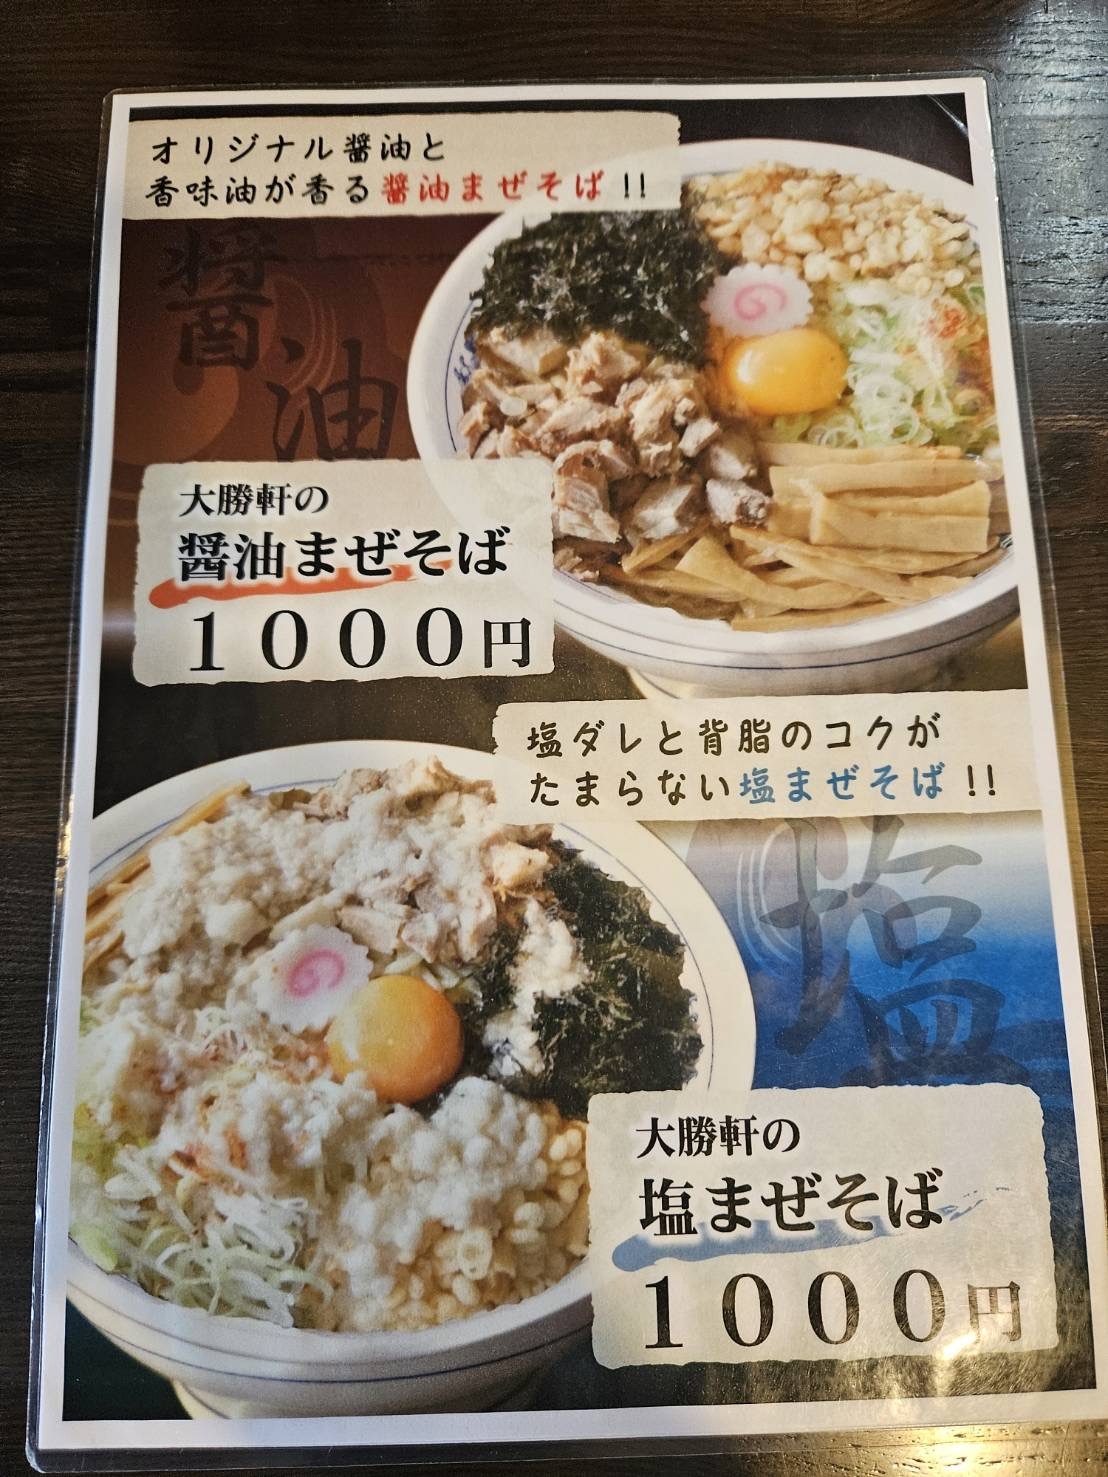 オリジナル醤油と
香味油が香る醤油まぜそば!!
醤油
大勝軒の
醤油まぜそば
1000円
塩ダレと背脂のコクが
たまらない塩まぜそば!!
塩
大勝軒の
塩まぜそば
1000円